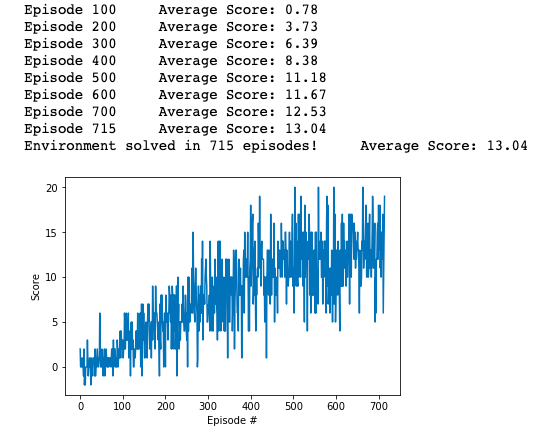 Episode 100 Average Score: 0.78
Episode 200 Average Score: 3.73
Episode 300 Average Score: 6.39
Episode 400 Average Score: 8.38
Episode 500 Average Score: 11.18
Episode 600 Average Score: 11.67
Episode 700 Average Score: 12.53
Episode 715 Average Score: 13.04
Environment solved in 715 episodes! Average Score: 13.04
20
15
10
5
0
Score
0 100 200 300 400 500 600 700
Episode #